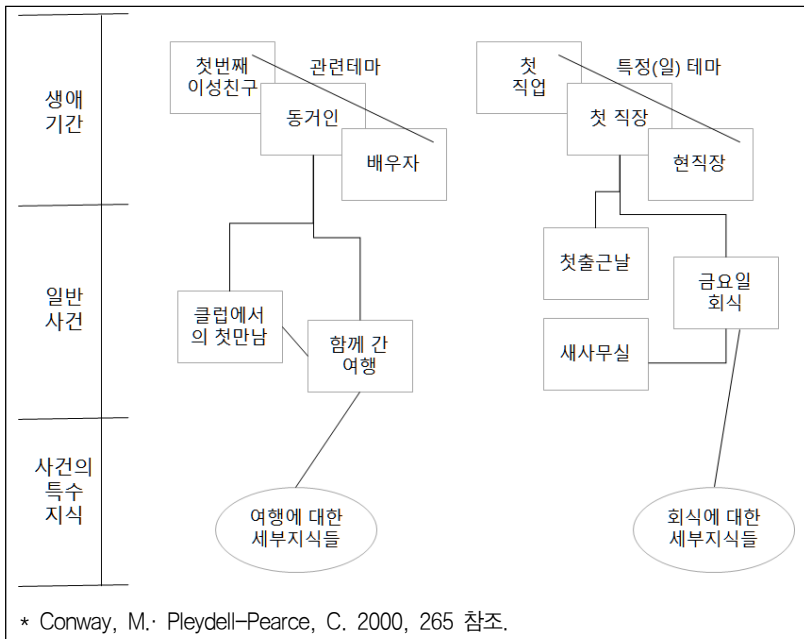 생애
기간
첫번째
이성친구
관련테마
동거인
배우자
첫
직업
특정(일) 테마
첫 직장
현직장
일반
사건
클럽에서
의 첫만남
함께 간
여행
첫출근날
금요일
회식
새사무실
사건의
특수
지식
여행에 대한
세부지식들
회식에 대한
세부지식들
* Conway, M.· Pleydell-Pearce, C. 2000, 265 참조.